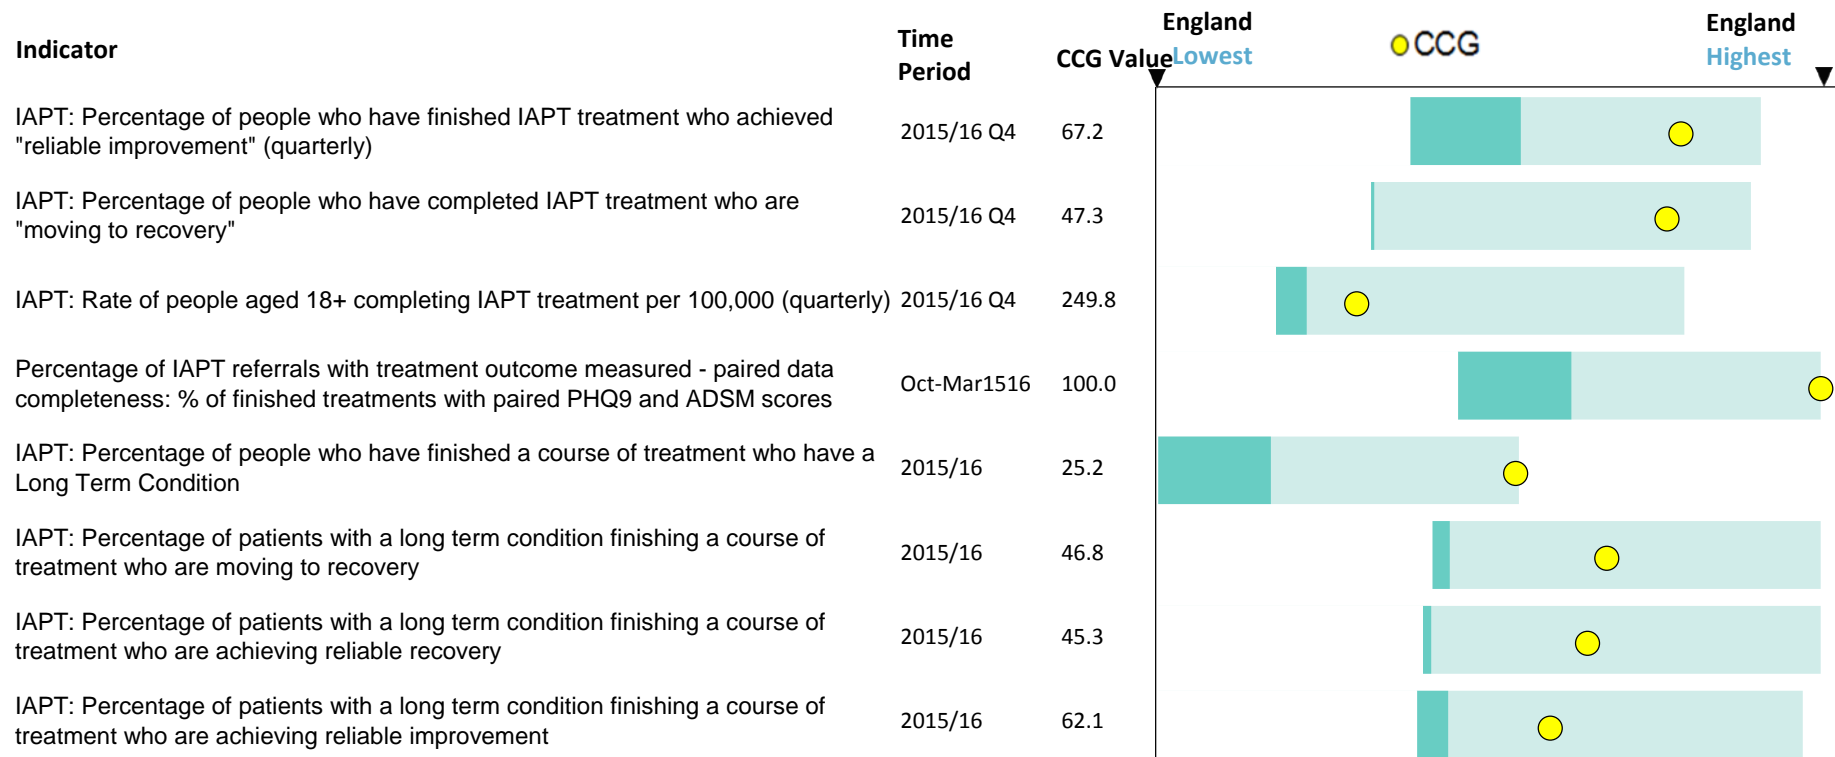 Indicator
Time
Period
CCG Value
England
Lowest
CCG
England
Highest
IAPT: Percentage of people who have finished IAPT treatment who achieved
"reliable improvement" (quarterly)
2015/16 Q4
67.2
IAPT: Percentage of people who have completed IAPT treatment who are
"moving to recovery"
2015/16 Q4
47.3
IAPT: Rate of people aged 18+ completing IAPT treatment per 100,000 (quarterly)
2015/16 Q4
249.8
Percentage of IAPT referrals with treatment outcome measured - paired data
completeness: % of finished treatments with paired PHQ9 and ADSM scores
Oct-Mar1516
100.0
IAPT: Percentage of people who have finished a course of treatment who have a
Long Term Condition
2015/16
25.2
IAPT: Percentage of patients with a long term condition finishing a course of
treatment who are moving to recovery
2015/16
46.8
IAPT: Percentage of patients with a long term condition finishing a course of
treatment who are achieving reliable recovery
2015/16
45.3
IAPT: Percentage of patients with a long term condition finishing a course of
treatment who are achieving reliable improvement
2015/16
62.1